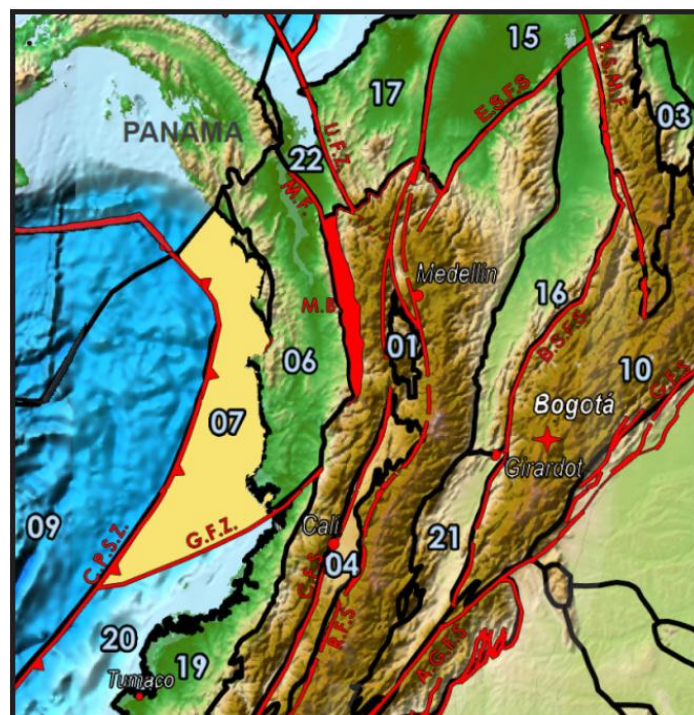 15
B.S.M.F.
17
E.S.F.S
03
PANAMA
U.F.Z.
22
M.F.
Medellin
16
M.B.
01
06
B.S.F.S.
10
07
Bogotá
G.F.S.
Girardot
09
G.F.Z.
Cali
C.P.S.Z.
C.F.S
04
21
R.F.S
20
19
A.G.F.S
Tumaco